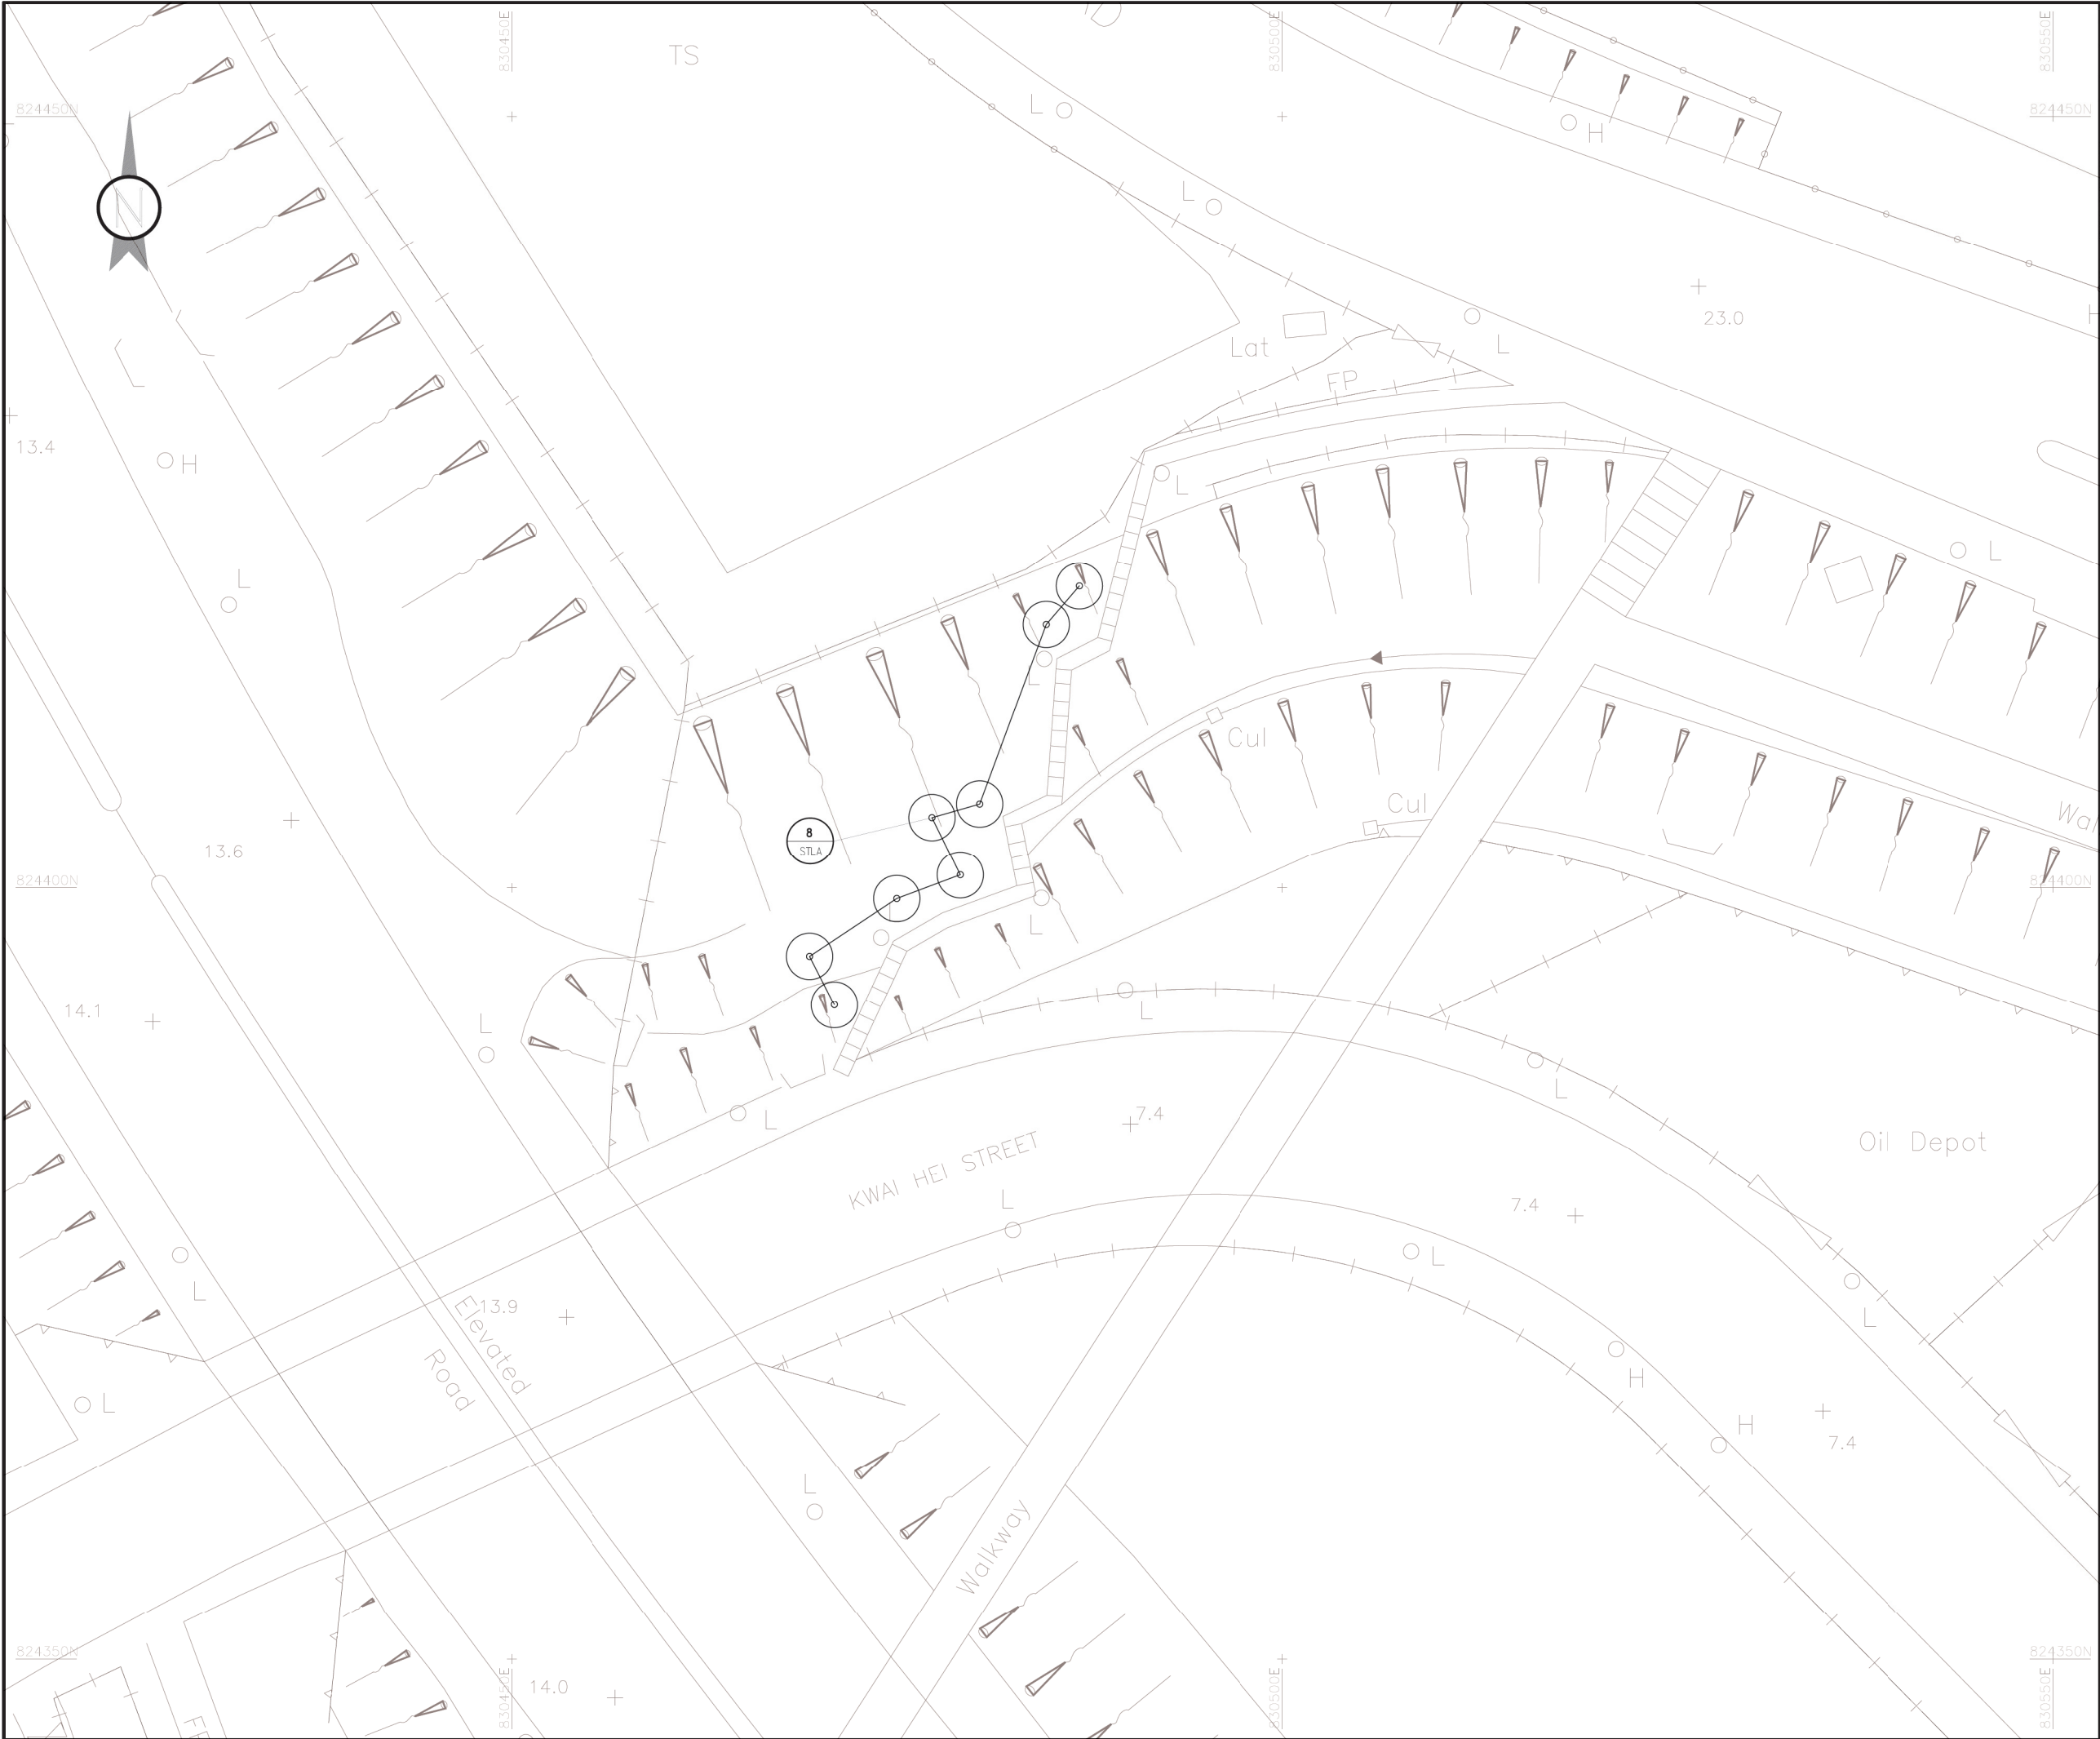 830450E
830500E
830550E
TS
824450N
824450N
L
H
N
L
23.0
L
Lat
FP
L
13.4
H
L
L
L
L
Cul
Cul
Wal
8
STLA
13.6
824400N
824400N
L
14.1
L
L
L
7.4
L
KWAI HEI STREET
Oil Depot
L
7.4
L
L
L
13.9
Elevated
Road
H
L
H
7.4
L
Walkway
824350N
824350N
14.0
830450E
830500E
830550E